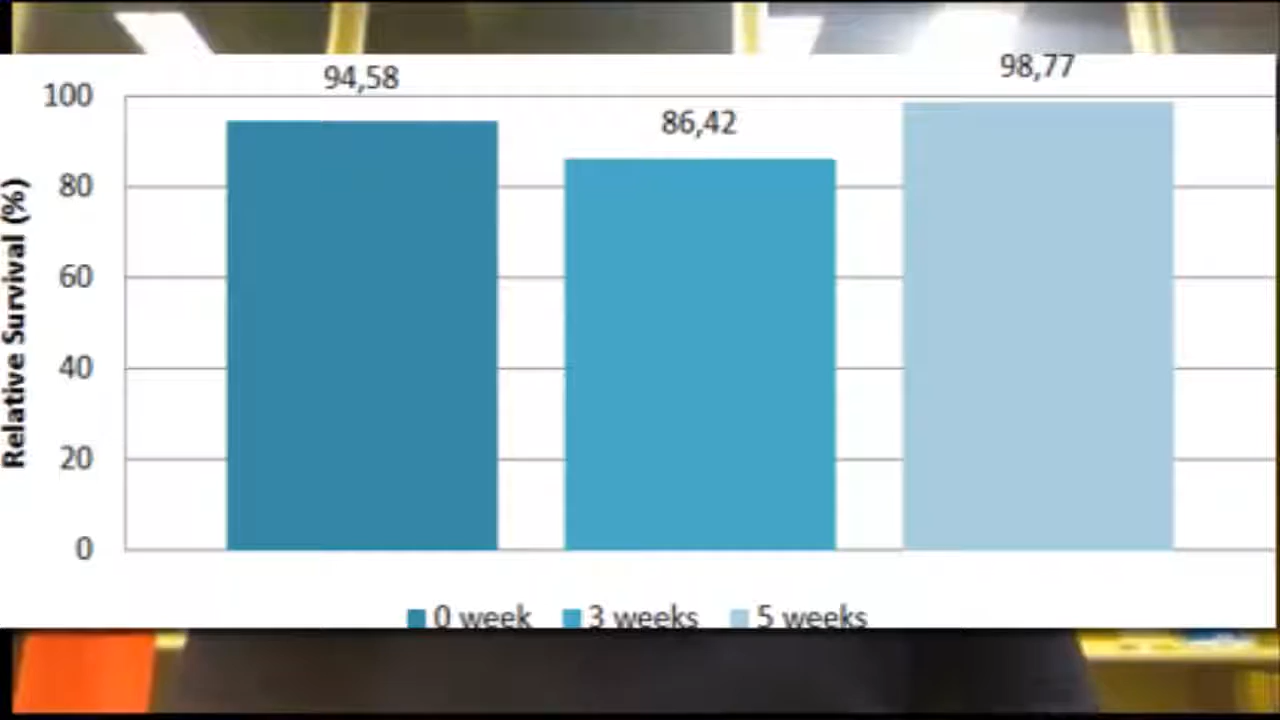 98,77
94,58
86,42
100
80
60
40
20
0
Relative Survival (%)
0 week
3 weeks
5 weeks